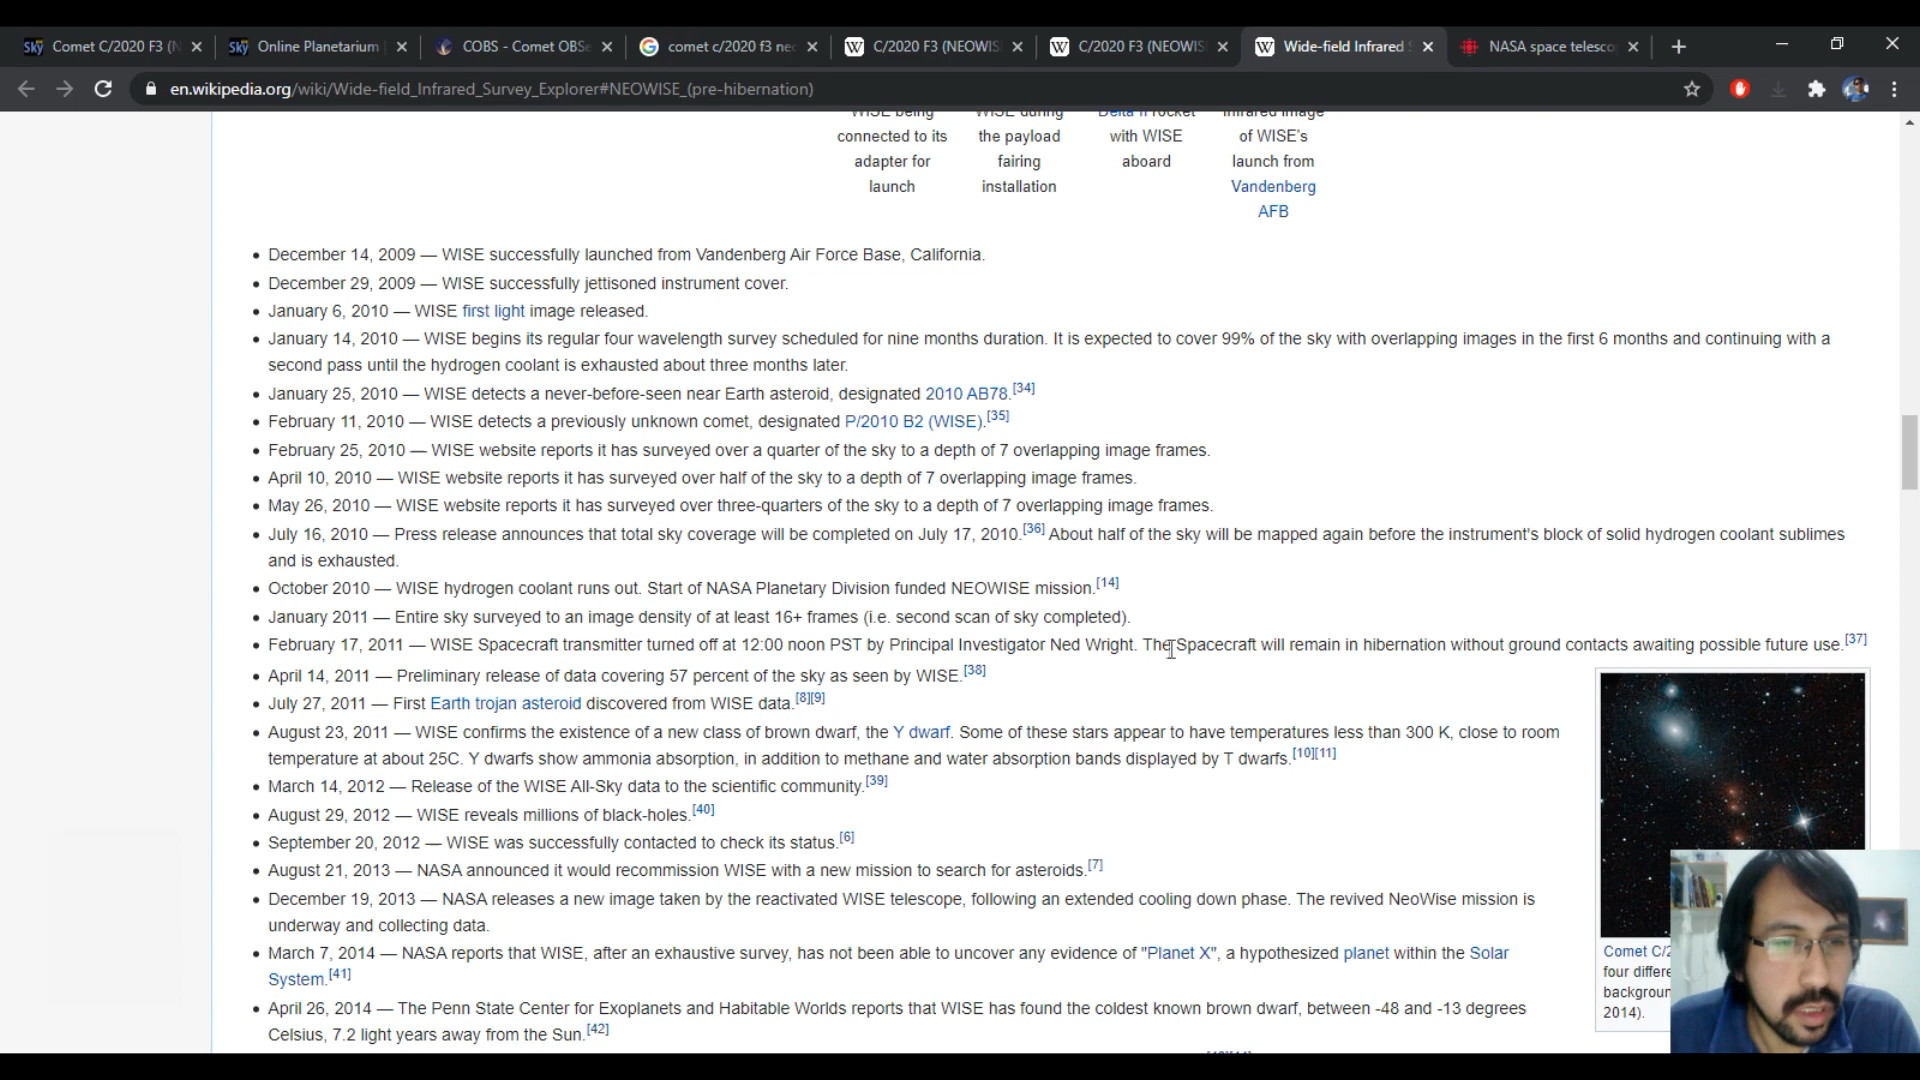 Comet C/2020 F3 (N
Online Planetarium
COBS - Comet OBSe
comet c/2020 f3 neo
C/2020 F3 (NEOWIS
C/2020 F3 (NEOWIS
Wide-field Infrared S
NASA space telesco
en.wikipedia.org/wiki/Wide-field_Infrared_Survey_Explorer#NEOWISE_(pre-hibernation)
WISE being
connected to its
adapter for
launch
WISE during
the payload
fairing
installation
Delta II rocket
with WISE
aboard
Infrared image
of WISE's
launch from
Vandenberg
AFB
• December 14, 2009 — WISE successfully launched from Vandenberg Air Force Base, California.
• December 29, 2009 — WISE successfully jettisoned instrument cover.
• January 6, 2010 — WISE first light image released.
• January 14, 2010 — WISE begins its regular four wavelength survey scheduled for nine months duration. It is expected to cover 99% of the sky with overlapping images in the first 6 months and continuing with a
second pass until the hydrogen coolant is exhausted about three months later.
• January 25, 2010 — WISE detects a never-before-seen near Earth asteroid, designated 2010 AB78.[34]
• February 11, 2010 — WISE detects a previously unknown comet, designated P/2010 B2 (WISE).[35]
• February 25, 2010 — WISE website reports it has surveyed over a quarter of the sky to a depth of 7 overlapping image frames.
• April 10, 2010 — WISE website reports it has surveyed over half of the sky to a depth of 7 overlapping image frames.
• May 26, 2010 — WISE website reports it has surveyed over three-quarters of the sky to a depth of 7 overlapping image frames.
• July 16, 2010 — Press release announces that total sky coverage will be completed on July 17, 2010.[36] About half of the sky will be mapped again before the instrument's block of solid hydrogen coolant sublimes
and is exhausted.
• October 2010 — WISE hydrogen coolant runs out. Start of NASA Planetary Division funded NEOWISE mission.[14]
• January 2011 — Entire sky surveyed to an image density of at least 16+ frames (i.e. second scan of sky completed).
• February 17, 2011 — WISE Spacecraft transmitter turned off at 12:00 noon PST by Principal Investigator Ned Wright. The Spacecraft will remain in hibernation without ground contacts awaiting possible future use.[37]
• April 14, 2011 — Preliminary release of data covering 57 percent of the sky as seen by WISE.[38]
• July 27, 2011 — First Earth trojan asteroid discovered from WISE data.[8][9]
• August 23, 2011 — WISE confirms the existence of a new class of brown dwarf, the Y dwarf. Some of these stars appear to have temperatures less than 300 K, close to room
temperature at about 25C. Y dwarfs show ammonia absorption, in addition to methane and water absorption bands displayed by T dwarfs.[10][11]
• March 14, 2012 — Release of the WISE All-Sky data to the scientific community.[39]
• August 29, 2012 — WISE reveals millions of black-holes.[40]
• September 20, 2012 — WISE was successfully contacted to check its status.[6]
• August 21, 2013 — NASA announced it would recommission WISE with a new mission to search for asteroids.[7]
• December 19, 2013 — NASA releases a new image taken by the reactivated WISE telescope, following an extended cooling down phase. The revived NeoWise mission is
underway and collecting data.
• March 7, 2014 — NASA reports that WISE, after an exhaustive survey, has not been able to uncover any evidence of "Planet X", a hypothesized planet within the Solar
System.[41]
• April 26, 2014 — The Penn State Center for Exoplanets and Habitable Worlds reports that WISE has found the coldest known brown dwarf, between -48 and -13 degrees
Celsius, 7.2 light years away from the Sun.[42]
Comet C/2
four differe
backgroun
2014).